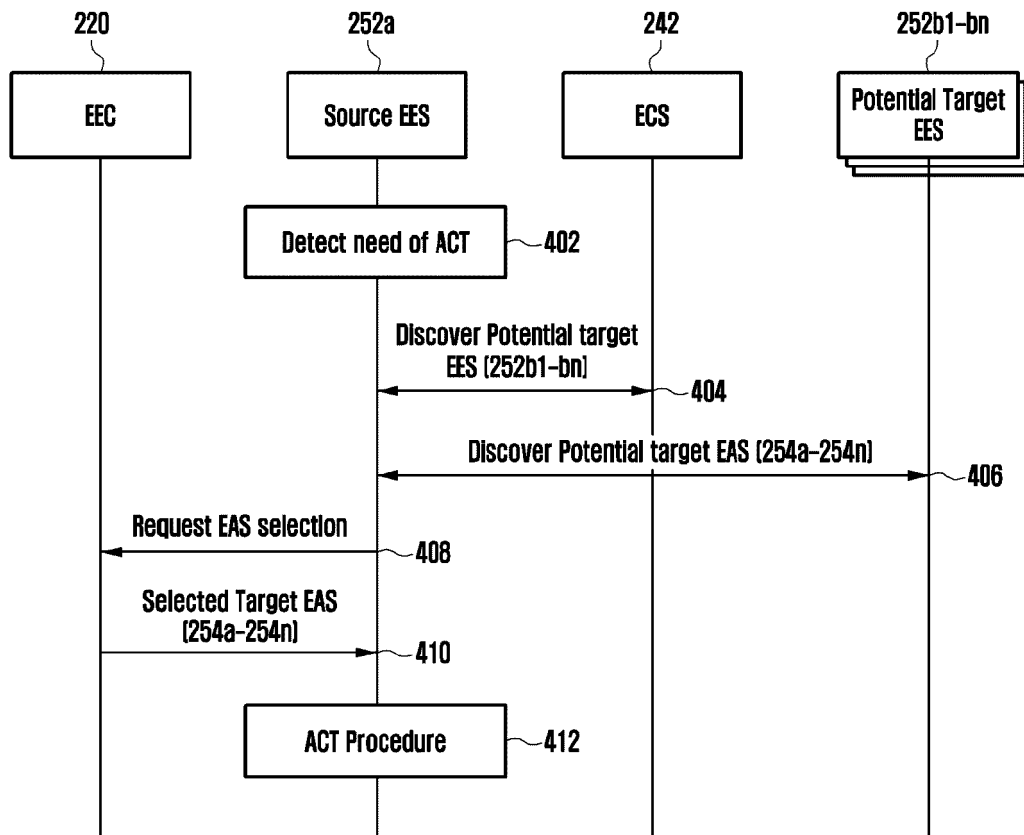 220
252a
242
252b1-bn
EEC
Source EES
ECS
Potential Target
EES
Detect need of ACT
402
Discover Potential target
EES (252b1-bn)
404
Discover Potential target EAS (254a-254n)
406
Request EAS selection
408
Selected Target EAS
(254a-254n)
410
ACT Procedure
412